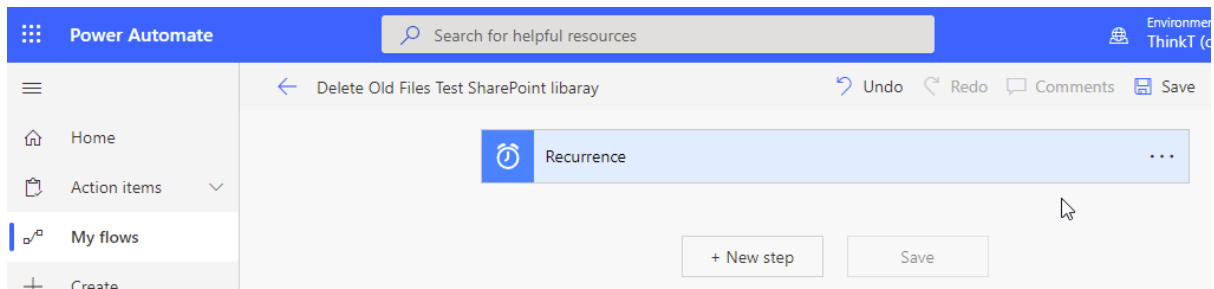 Power Automate
Search for helpful resources
Environmen
ThinkT (c
Delete Old Files Test SharePoint libaray
Undo
Redo
Comments
Save
Home
Action items
My flows
Create
Recurrence
+ New step
Save